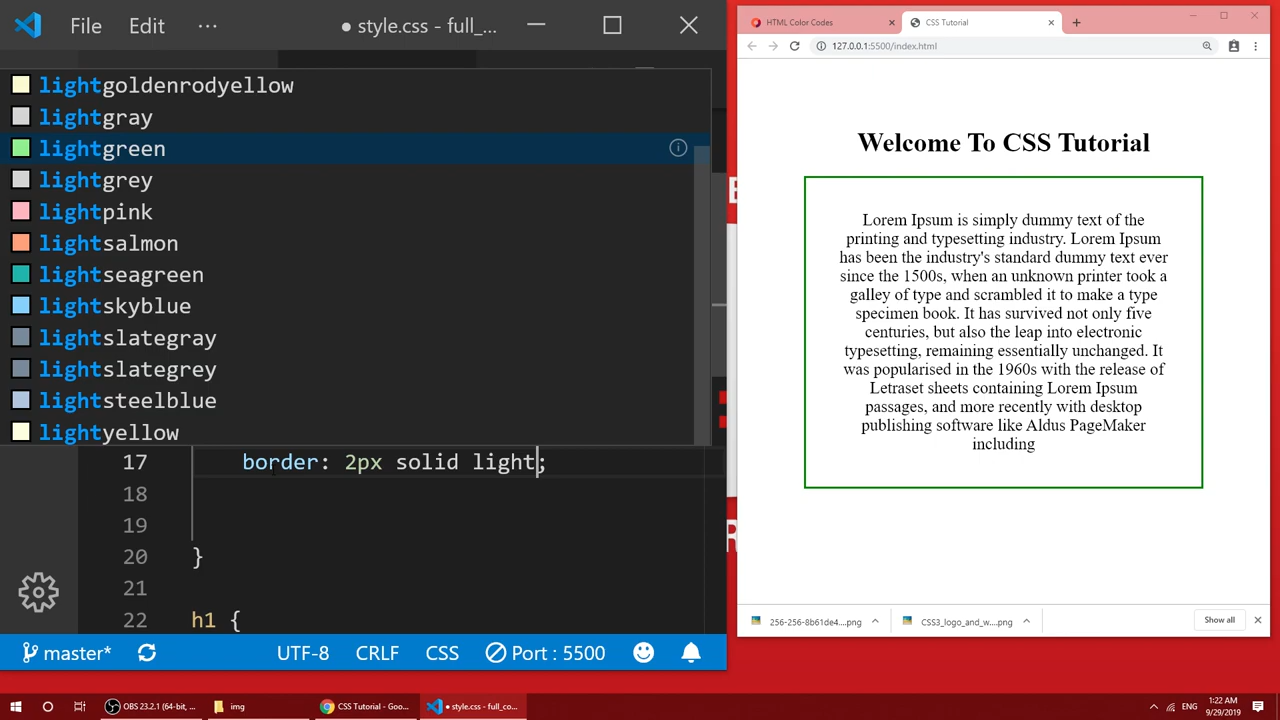 File Edit ··· ● style.css - full_...
lightgoldenrodyellow
lightgray
lightgreen
lightgrey
lightpink
lightsalmon
lightseagreen
lightskyblue
lightslategray
lightslategrey
lightsteelblue
lightyellow
17 border: 2px solid light;
18
19
20 }
21
22 h1 {
master* UTF-8 CRLF CSS Port : 5500
HTML Color Codes CSS Tutorial
127.0.0.1:5500/index.html
Welcome To CSS Tutorial
Lorem Ipsum is simply dummy text of the
printing and typesetting industry. Lorem Ipsum
has been the industry's standard dummy text ever
since the 1500s, when an unknown printer took a
galley of type and scrambled it to make a type
specimen book. It has survived not only five
centuries, but also the leap into electronic
typesetting, remaining essentially unchanged. It
was popularised in the 1960s with the release of
Letraset sheets containing Lorem Ipsum
passages, and more recently with desktop
publishing software like Aldus PageMaker
including
256-256-8b61de4....png CSS3_logo_and_w....png Show all
OBS 23.2.1 (64-bit, ... img CSS Tutorial - Goo... ● style.css - full_co... ENG 1:22 AM
9/29/2019